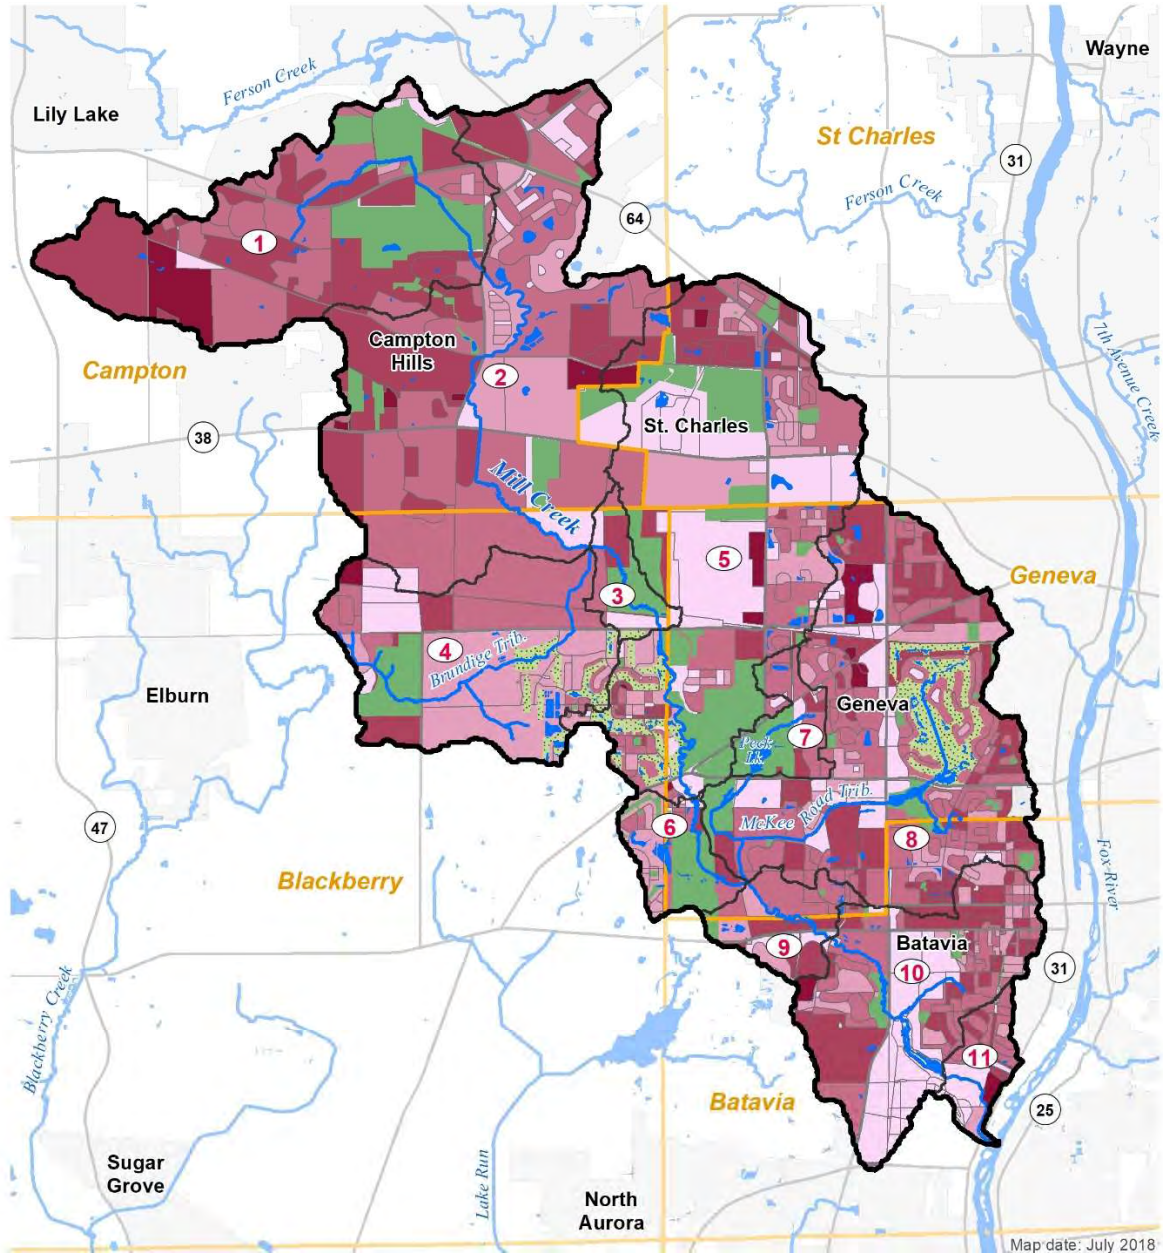 Wayne
Ferson Creek
Lily Lake
St Charles
31
Ferson Creek
64
1
7th Avenue Creek
Campton
Hills
Campton
2
St. Charles
38
Mill Creek
5
Geneva
3
4
Brundige Trib.
Elburn
Geneva
7
Peck
Lk.
McKee Road Trib.
47
6
8
Fox River
Blackberry
Batavia
9
10
31
Blackberry Creek
11
Batavia
25
Sugar
Grove
Lake Run
North
Aurora
Map date: July 2018